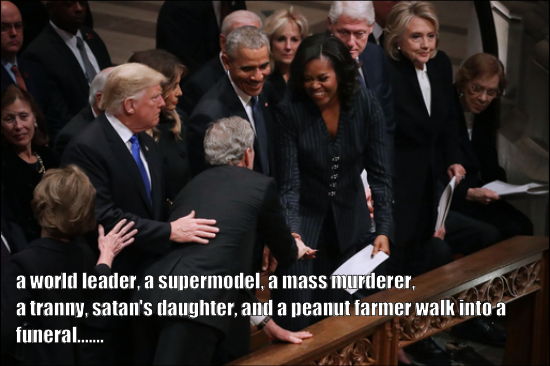 a world leader, a supermodel, a mass murderer,
a tranny, satan's daughter, and a peanut farmer walk into a
funeral.......